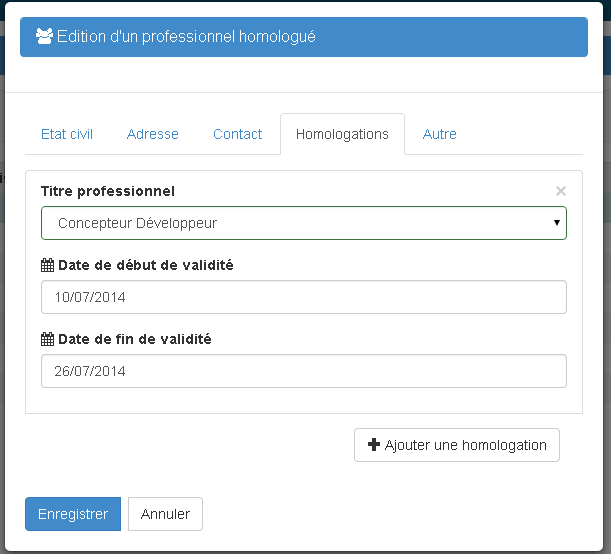 Edition d'un professionnel homologué
Etat civil Adresse Contact Homologations Autre
Titre professionnel ×
Concepteur Développeur
Date de début de validité
10/07/2014
Date de fin de validité
26/07/2014
Ajouter une homologation
Enregistrer Annuler